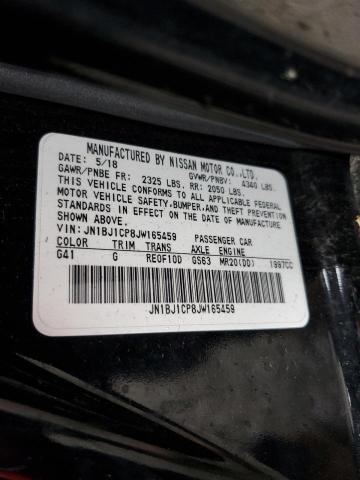 MANUFACTURED BY NISSAN MOTOR CO.,LTD.
DATE: 5/18 GVWR/PNBV: 4340 LBS.
GAWR/PNBE FR: 2325 LBS. RR: 2050 LBS.
THIS VEHICLE CONFORMS TO ALL APPLICABLE FEDERAL
MOTOR VEHICLE SAFETY,BUMPER,AND THEFT PREVENTION
STANDARDS IN EFFECT ON THE DATE OF MANUFACTURE
SHOWN ABOVE.
VIN: JN1BJ1CP8JW165459 PASSENGER CAR
COLOR TRIM TRANS AXLE ENGINE
G41 G RE0F10D GS63 MR20(DD) 1997CC
JN1BJ1CP8JW165459